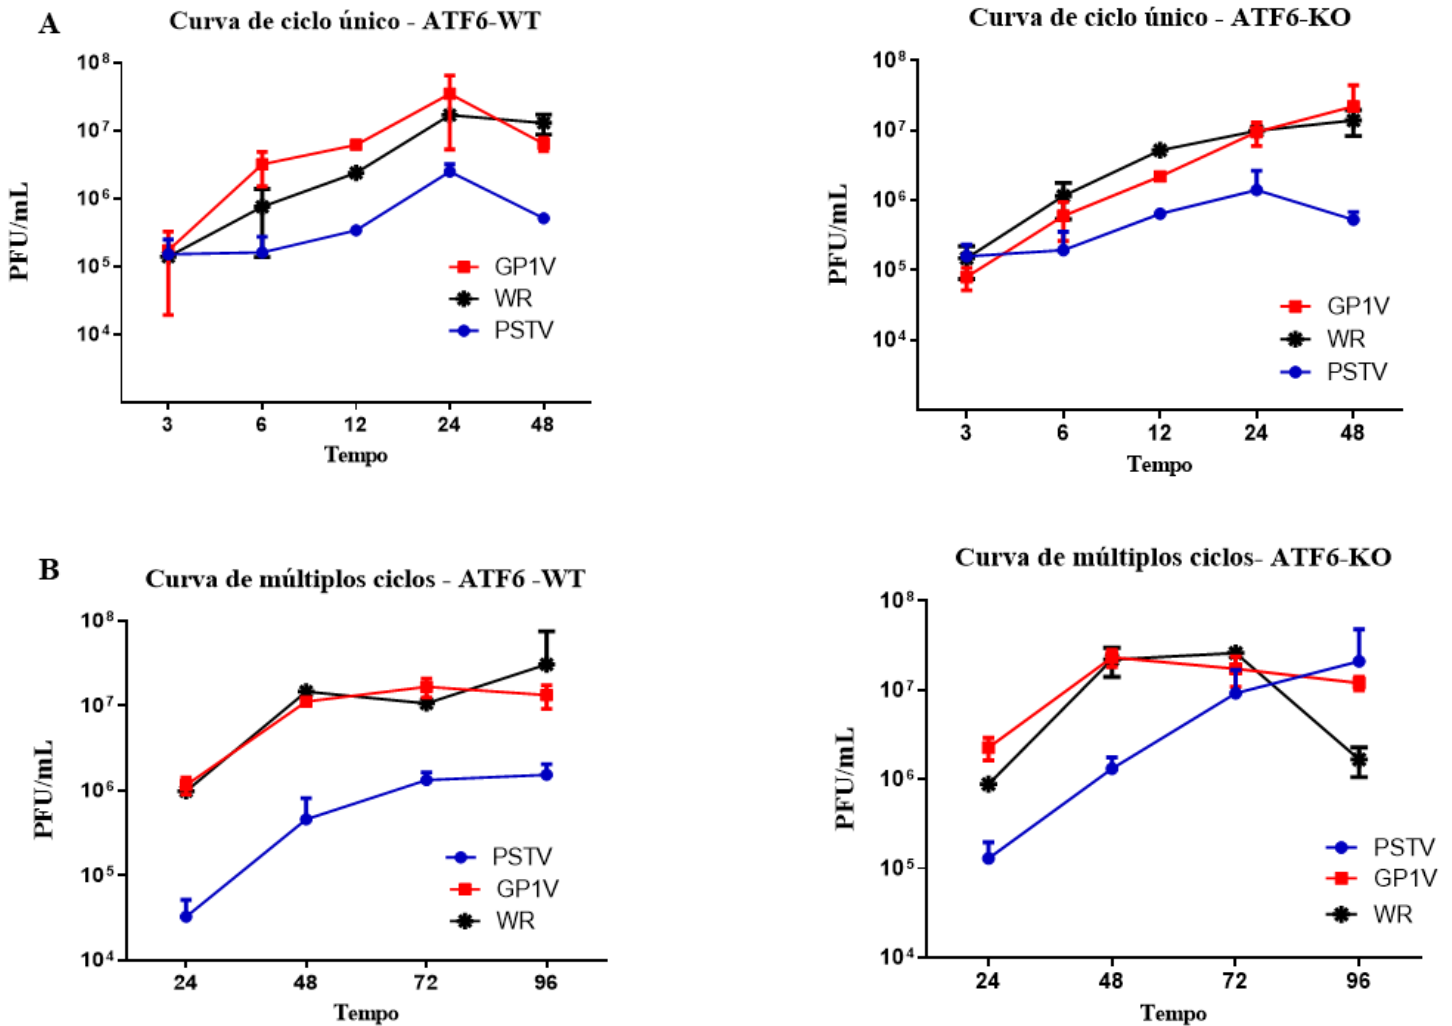 A
Curva de ciclo único - ATF6-WT
PFU/mL
10⁸
10⁷
10⁶
10⁵
10⁴
GP1V
WR
PSTV
3 6 12 24 48
Tempo
Curva de ciclo único - ATF6-KO
PFU/mL
10⁸
10⁷
10⁶
10⁵
10⁴
GP1V
WR
PSTV
3 6 12 24 48
Tempo
B
Curva de múltiplos ciclos - ATF6 -WT
PFU/mL
10⁸
10⁷
10⁶
10⁵
10⁴
PSTV
GP1V
WR
24 48 72 96
Tempo
Curva de múltiplos ciclos- ATF6-KO
PFU/mL
10⁸
10⁷
10⁶
10⁵
10⁴
PSTV
GP1V
WR
24 48 72 96
Tempo